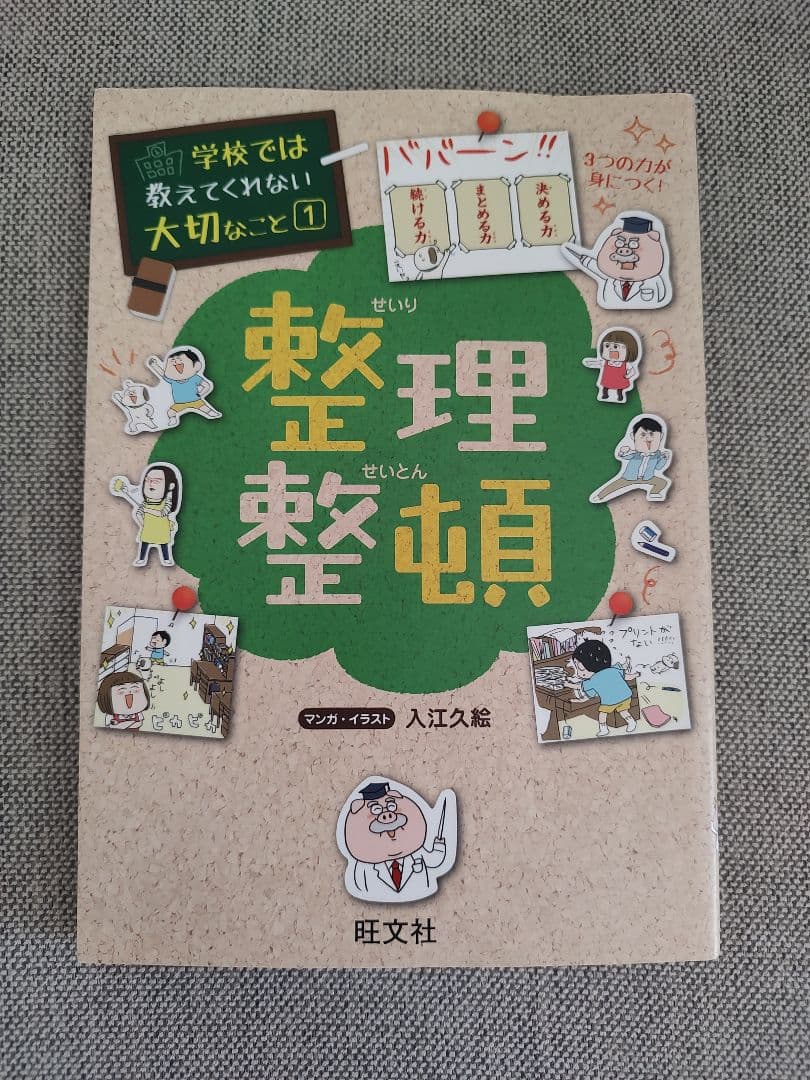 学校では
教えてくれない
大切なこと 1
ババーン!!
決める力
まとめる力
続ける力
3つの力が
身につく!
せいり
整理
せいとん
整頓
ピカピカ
プリントが
ない!!!!!
マンガ・イラスト 入江久絵
旺文社